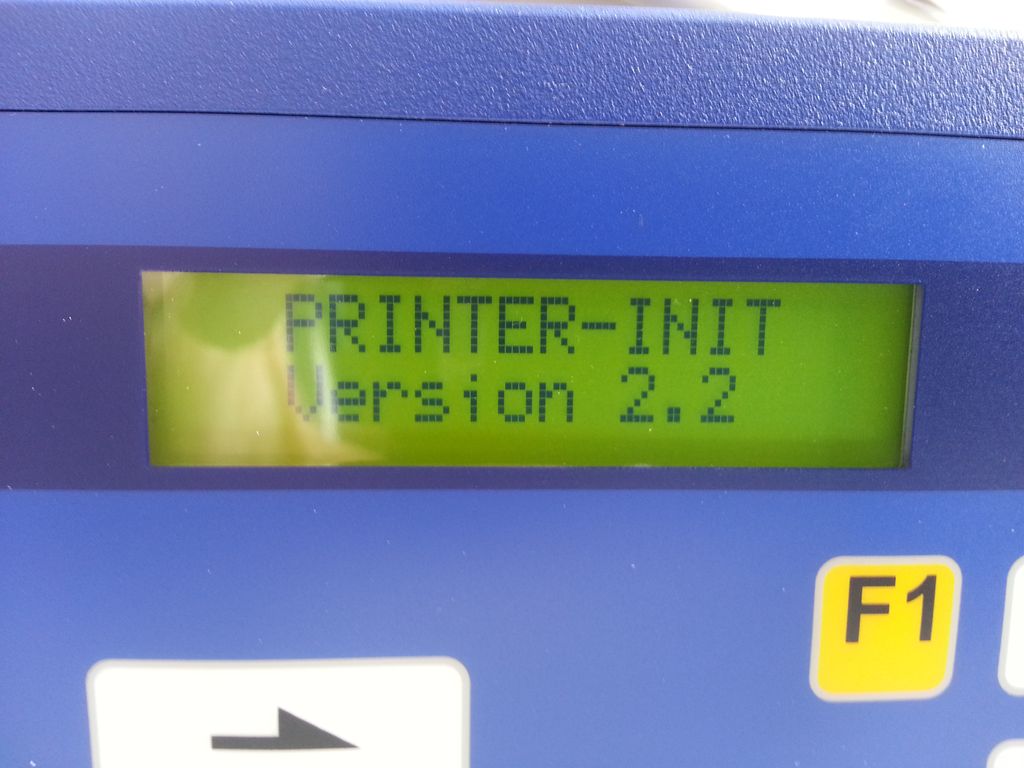 PRINTER-INIT
Version 2.2
F1